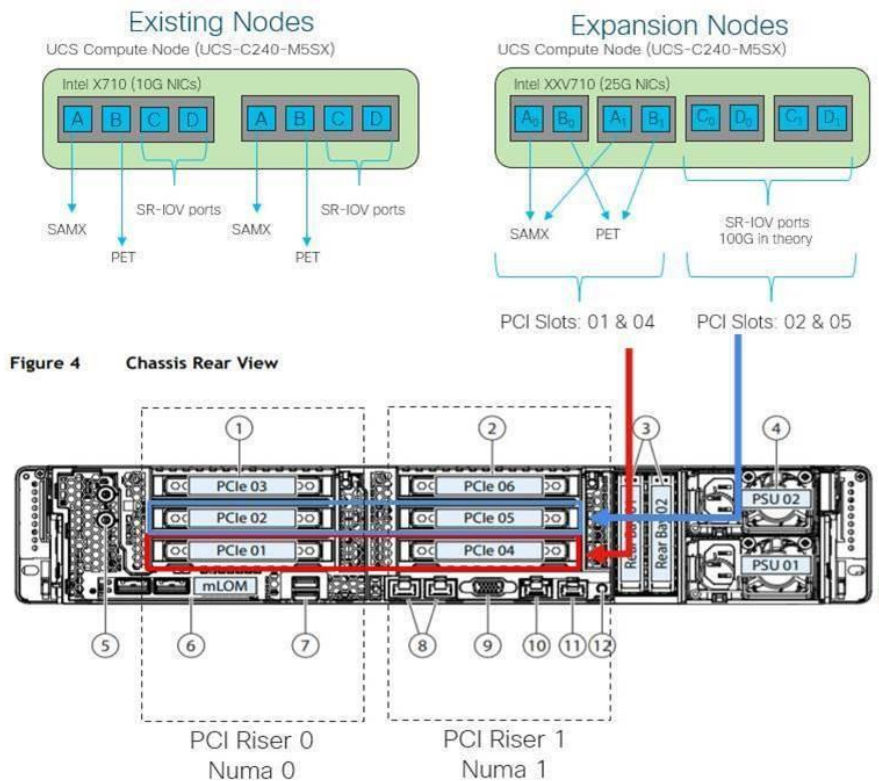 Existing Nodes
UCS Compute Node (UCS-C240-M5SX)
Intel X710 (10G NICs)
A B C D
A B C D
SAMX
PET
SR-IOV ports
SAMX
PET
SR-IOV ports
Expansion Nodes
UCS Compute Node (UCS-C240-M5SX)
Intel XXV710 (25G NICs)
A0 B0
A1 B1
C0 D0
C1 D1
SAMX
PET
SR-IOV ports
100G in theory
PCI Slots: 01 & 04
PCI Slots: 02 & 05
Figure 4 Chassis Rear View
1
2
3
4
PCIe 03
PCIe 06
PCIe 02
PCIe 05
PCIe 01
PCIe 04
mLOM
Rear Bay 01
Rear Bay 02
PSU 02
PSU 01
5
6
7
8
9
10
11
12
PCI Riser 0
Numa 0
PCI Riser 1
Numa 1